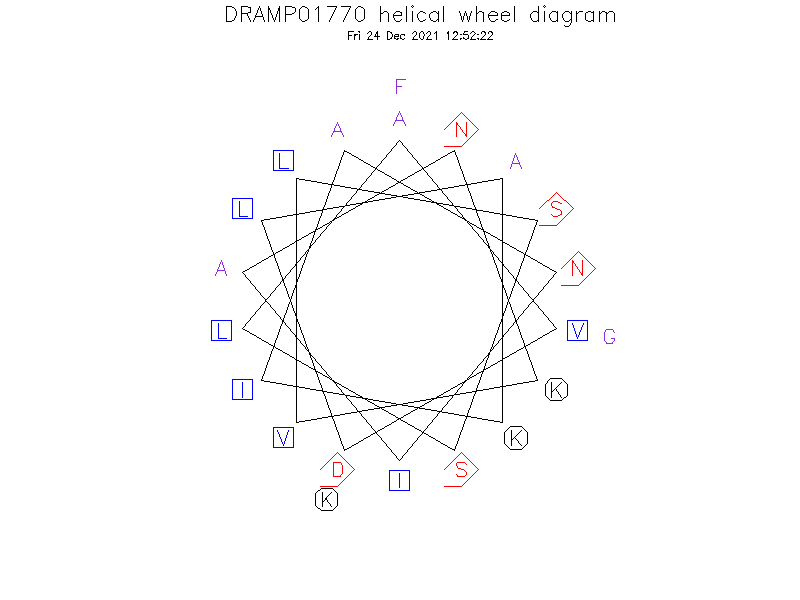 DRAMP01770 helical wheel diagram
Fri 24 Dec 2021 12:52:22
F
A
A N
L A
L S
A N
L V G
I K
V K
D I S
K